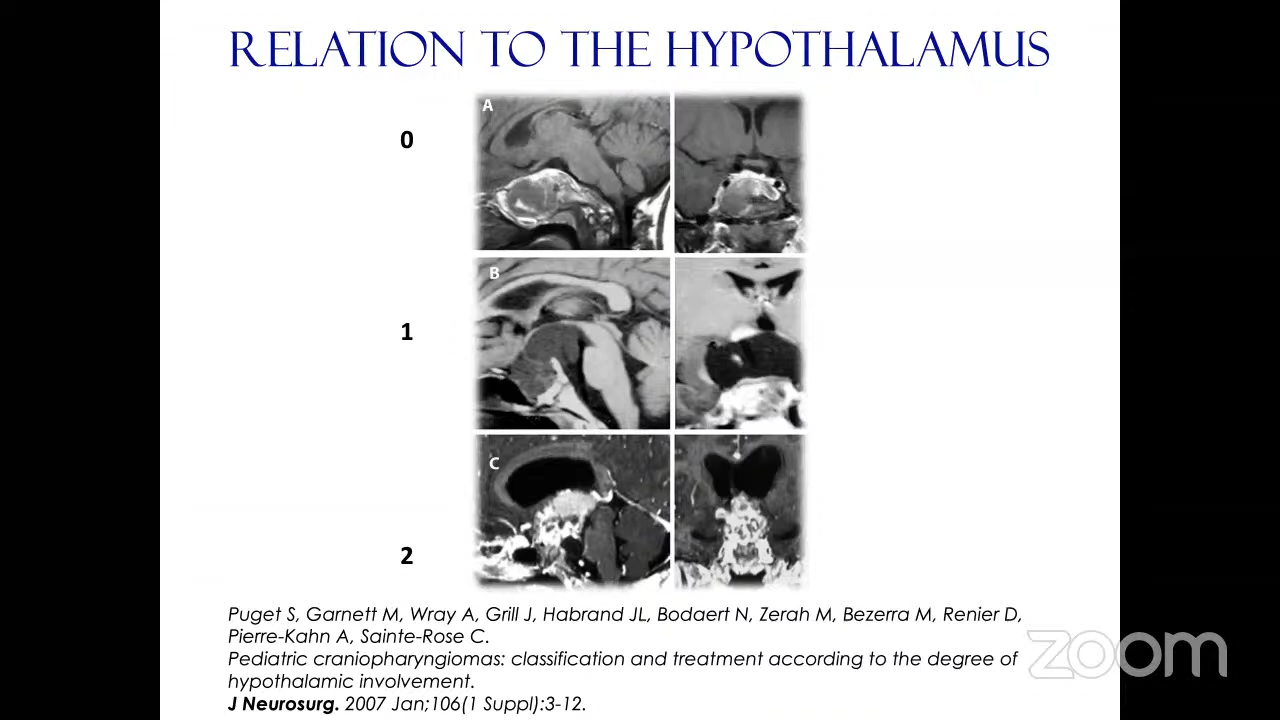 RELATION TO THE HYPOTHALAMUS
A
0
B
1
C
2
Puget S, Garnett M, Wray A, Grill J, Habrand JL, Bodaert N, Zerah M, Bezerra M, Renier D,
Pierre-Kahn A, Sainte-Rose C.
Pediatric craniopharyngiomas: classification and treatment according to the degree of
hypothalamic involvement.
J Neurosurg. 2007 Jan;106(1 Suppl):3-12.
zoom